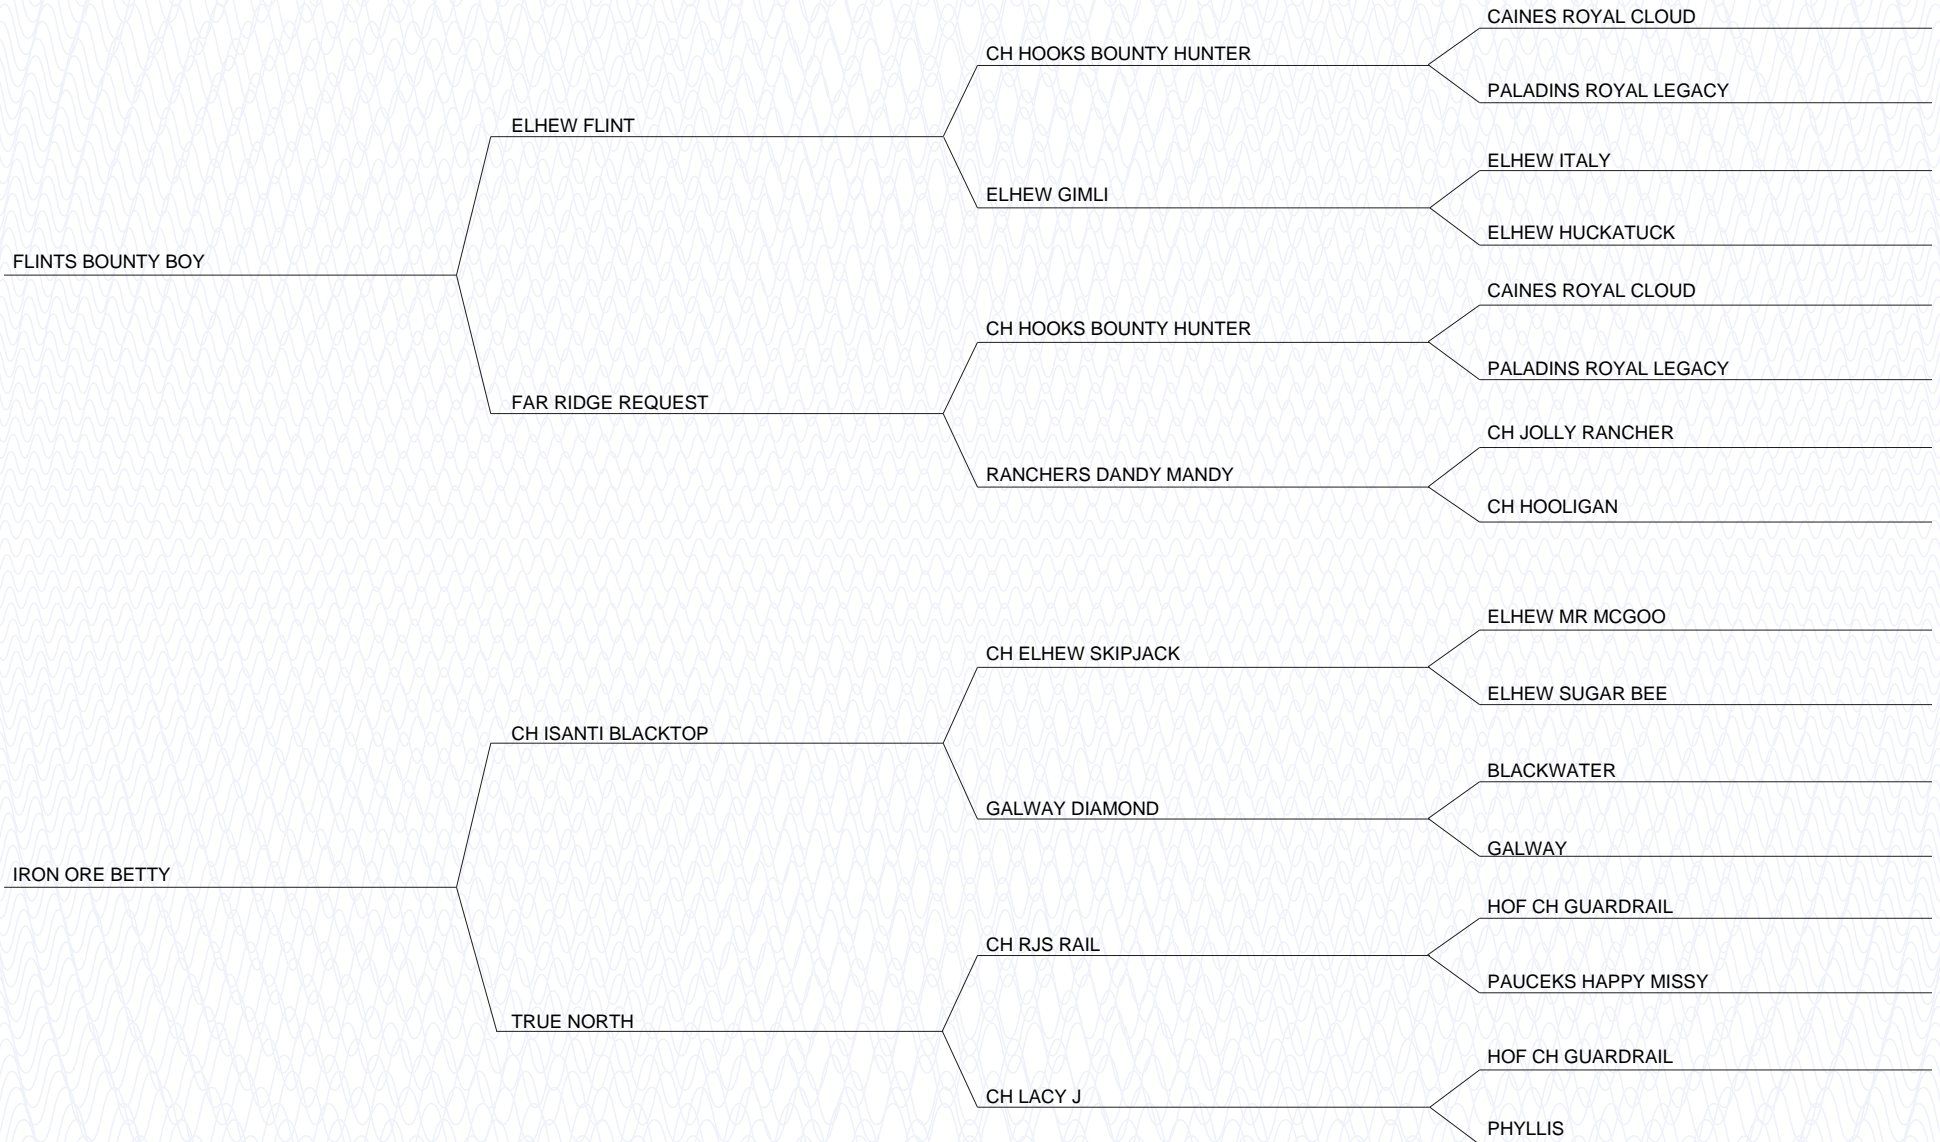 CAINES ROYAL CLOUD
CH HOOKS BOUNTY HUNTER
PALADINS ROYAL LEGACY
ELHEW FLINT
ELHEW ITALY
ELHEW GIMLI
ELHEW HUCKATUCK
FLINTS BOUNTY BOY
CAINES ROYAL CLOUD
CH HOOKS BOUNTY HUNTER
PALADINS ROYAL LEGACY
FAR RIDGE REQUEST
CH JOLLY RANCHER
RANCHERS DANDY MANDY
CH HOOLIGAN
ELHEW MR MCGOO
CH ELHEW SKIPJACK
ELHEW SUGAR BEE
CH ISANTI BLACKTOP
BLACKWATER
GALWAY DIAMOND
GALWAY
IRON ORE BETTY
HOF CH GUARDRAIL
CH RJS RAIL
PAUCEKS HAPPY MISSY
TRUE NORTH
HOF CH GUARDRAIL
CH LACY J
PHYLLIS